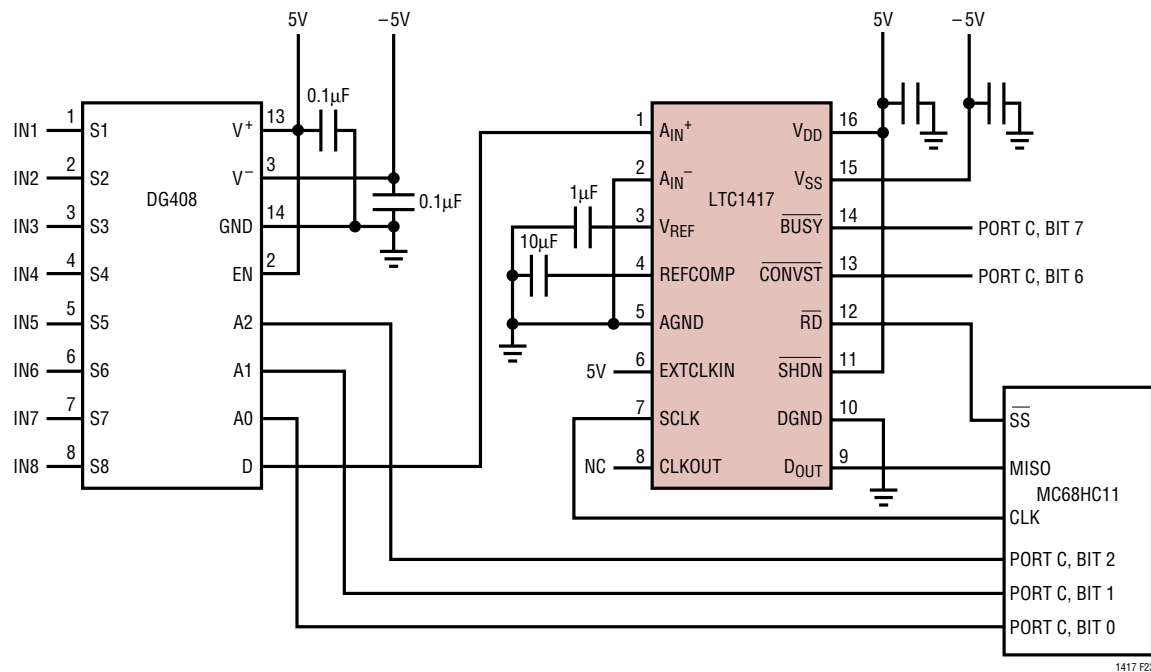 5V
–5V
5V
–5V
0.1µF
IN1
1
S1
V+
13
IN2
2
S2
V–
3
IN3
3
S3
GND
14
0.1µF
IN4
4
S4
EN
2
IN5
5
S5
A2
IN6
6
S6
A1
IN7
7
S7
A0
IN8
8
S8
D
DG408
1
AIN+
VDD
16
2
AIN–
VSS
15
LTC1417
1µF
3
VREF
BUSY
14
PORT C, BIT 7
10µF
4
REFCOMP
CONVST
13
PORT C, BIT 6
5
AGND
RD
12
5V
6
EXTCLKIN
SHDN
11
7
SCLK
DGND
10
NC
8
CLKOUT
DOUT
9
SS
MISO
MC68HC11
CLK
PORT C, BIT 2
PORT C, BIT 1
PORT C, BIT 0
1417 F23